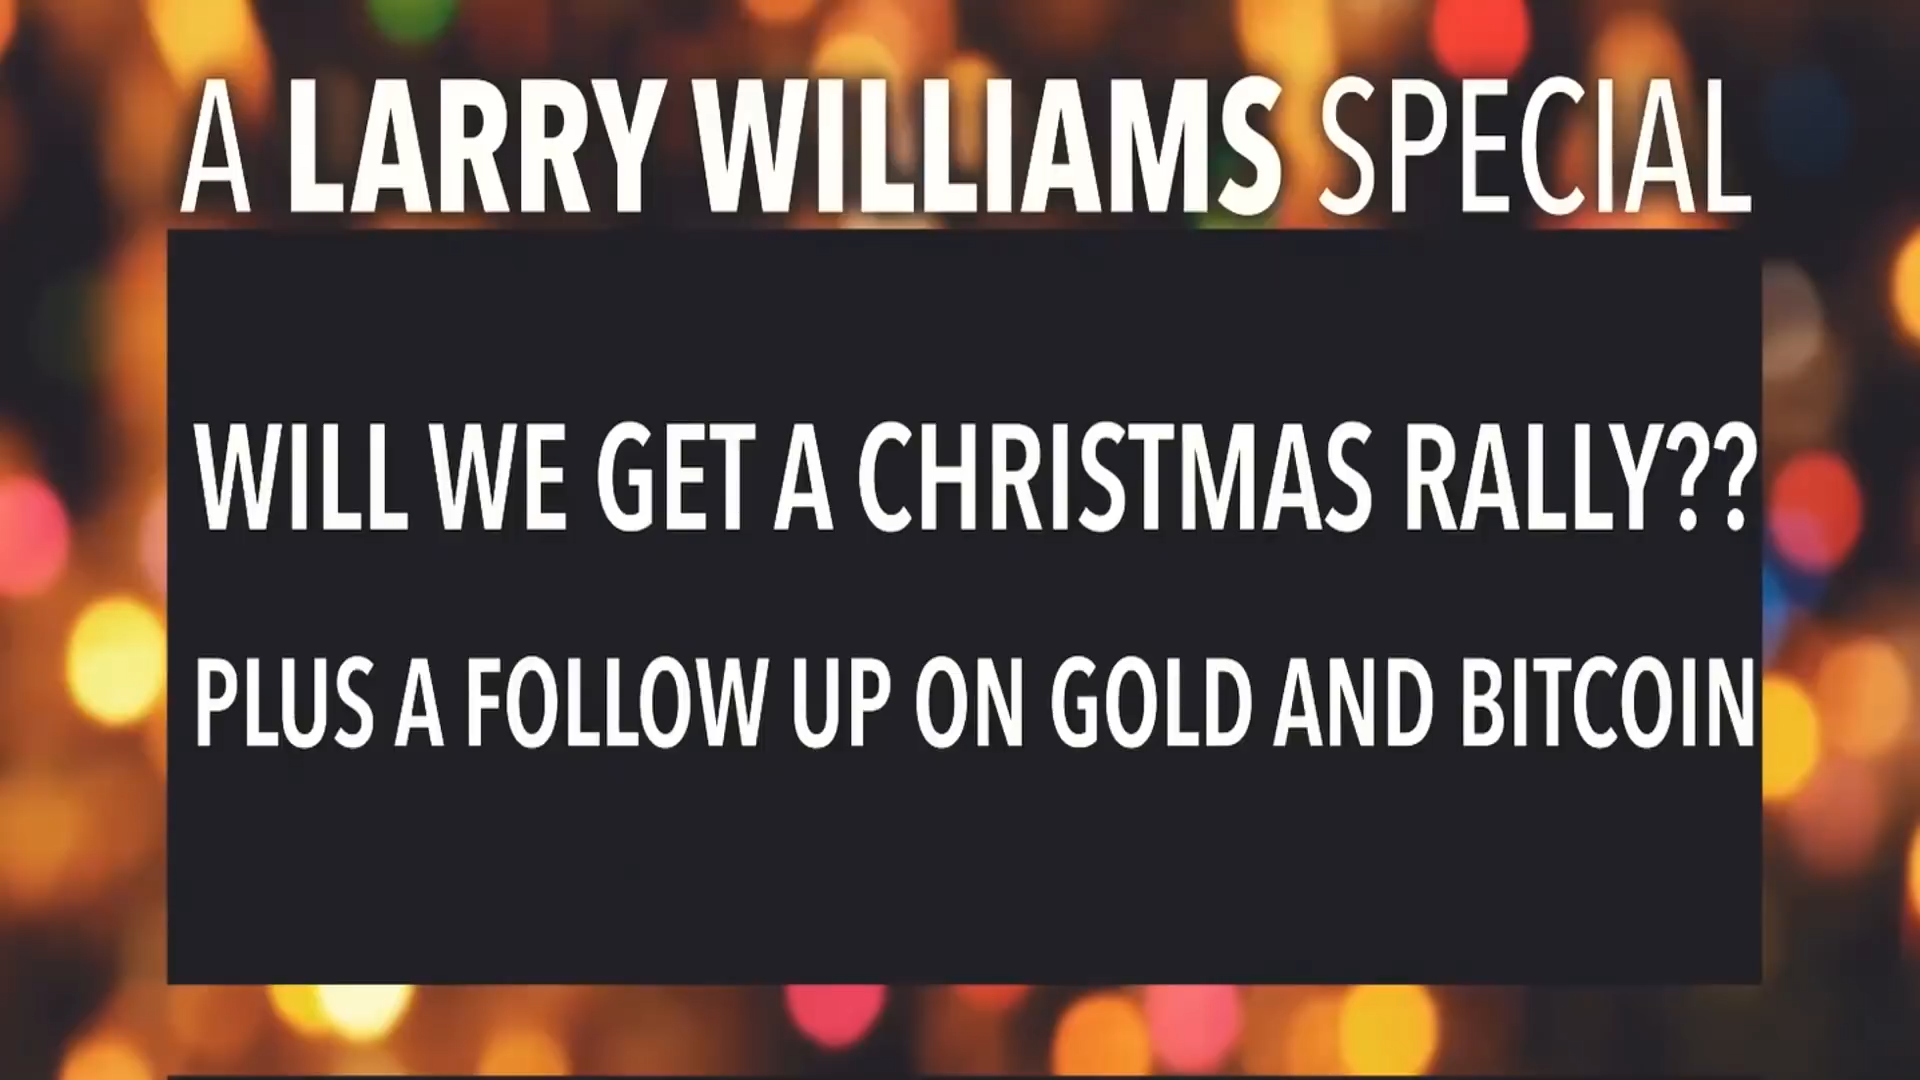 A LARRY WILLIAMS SPECIAL
WILL WE GET A CHRISTMAS RALLY??
PLUS A FOLLOW UP ON GOLD AND BITCOIN